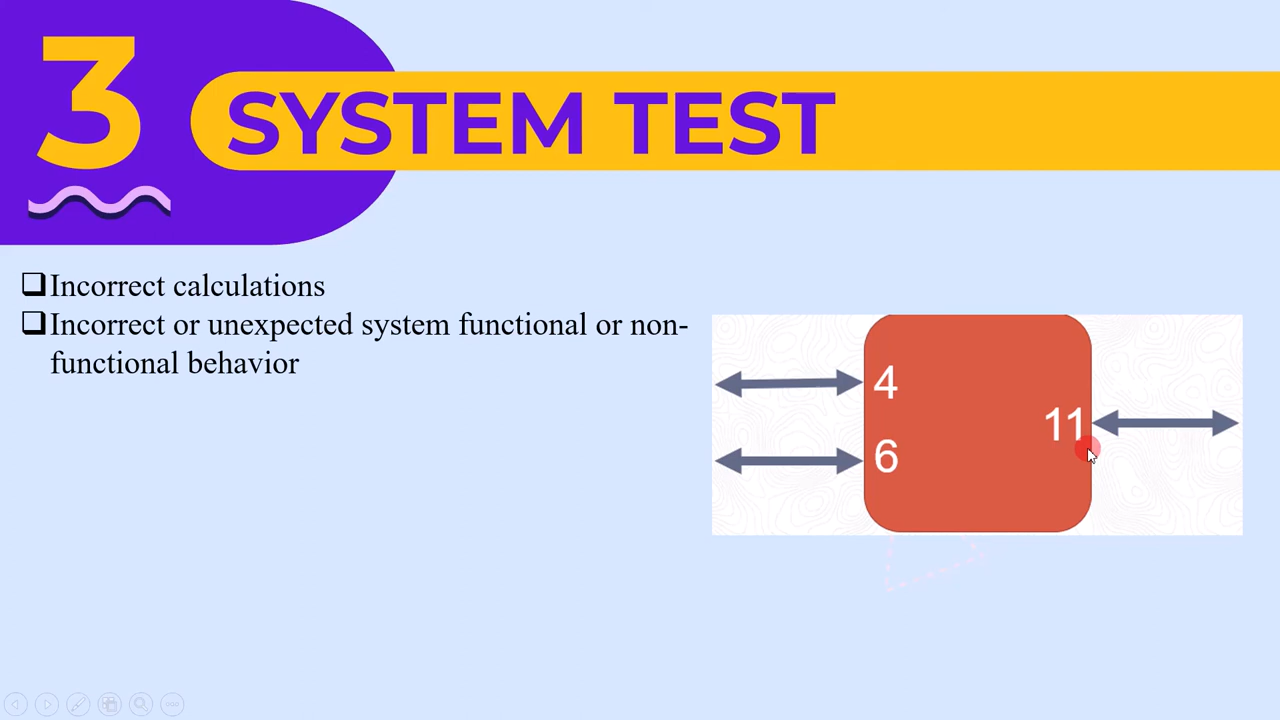 3
SYSTEM TEST
❑Incorrect calculations
❑Incorrect or unexpected system functional or non-
functional behavior
4
11
6